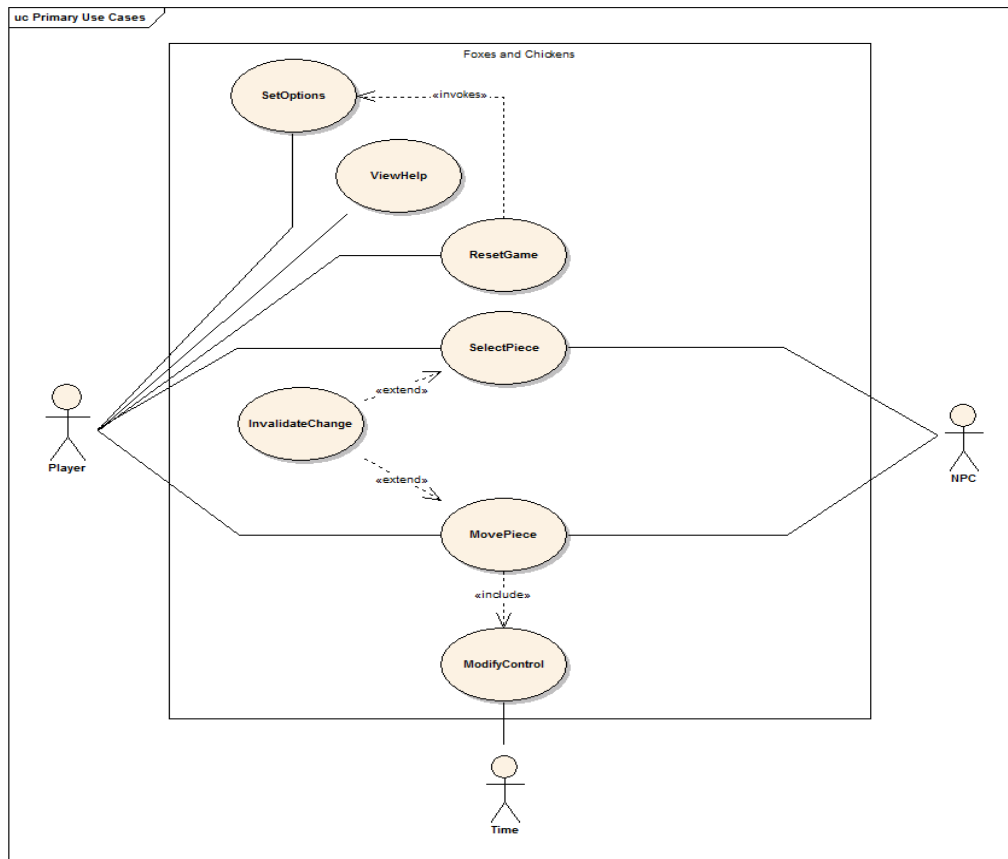 uc Primary Use Cases
Foxes and Chickens
SetOptions
«invokes»
ViewHelp
ResetGame
SelectPiece
«extend»
InvalidateChange
Player
NPC
«extend»
MovePiece
«include»
ModifyControl
Time